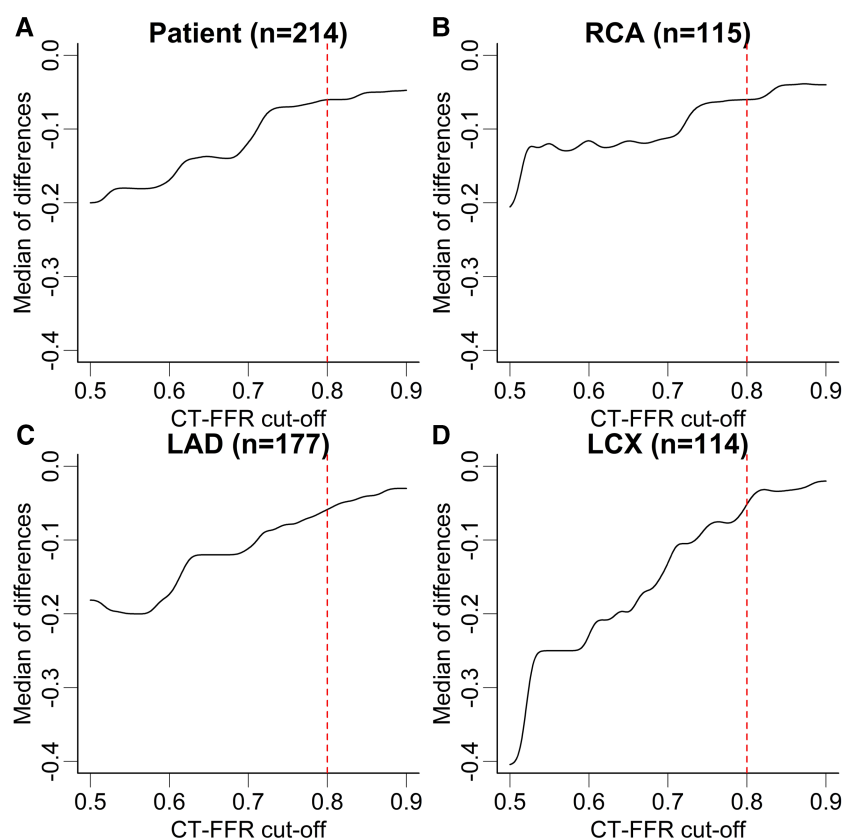 A
Patient (n=214)
Median of differences
0.0
-0.1
-0.2
-0.3
-0.4
0.5 0.6 0.7 0.8 0.9
CT-FFR cut-off
B
RCA (n=115)
Median of differences
0.0
-0.1
-0.2
-0.3
-0.4
0.5 0.6 0.7 0.8 0.9
CT-FFR cut-off
C
LAD (n=177)
Median of differences
0.0
-0.1
-0.2
-0.3
-0.4
0.5 0.6 0.7 0.8 0.9
CT-FFR cut-off
D
LCX (n=114)
Median of differences
0.0
-0.1
-0.2
-0.3
-0.4
0.5 0.6 0.7 0.8 0.9
CT-FFR cut-off